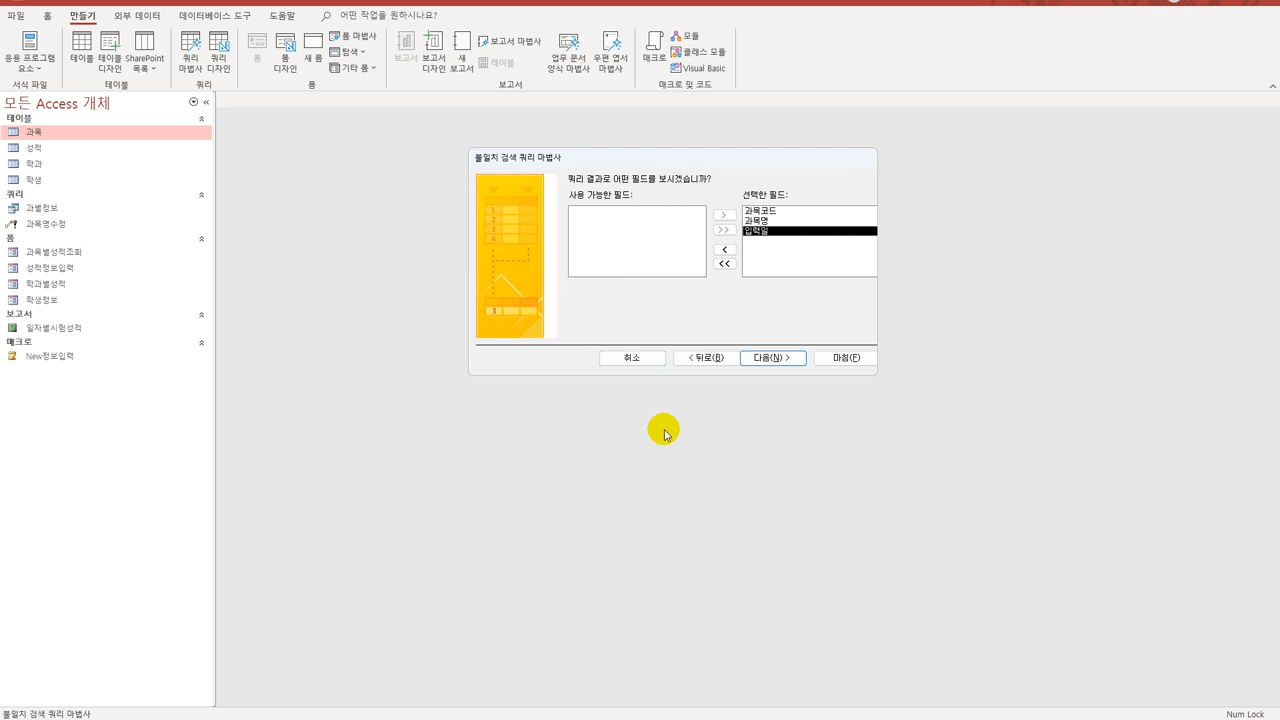 파일 홈 만들기 외부 데이터 데이터베이스 도구 도움말 어떤 작업을 원하시나요?
응용 프로그램 요소
테이블
테이블 디자인
SharePoint 목록
쿼리 마법사
쿼리 디자인
폼
폼 디자인
새 폼
폼 마법사
탐색
기타 폼
보고서
보고서 디자인
새 보고서
보고서 마법사
레이블
업무 문서 양식 마법사
우편 엽서 마법사
매크로
모듈
클래스 모듈
Visual Basic
서식 파일 테이블 쿼리 폼 보고서 매크로 및 코드
모든 Access 개체
테이블
과목
성적
학과
학생
쿼리
과별정보
과목명수정
폼
과목별성적조회
성적정보입력
학과별성적
학생정보
보고서
일자별시험성적
매크로
New정보입력
불일치 검색 쿼리 마법사
쿼리 결과로 어떤 필드를 보시겠습니까?
사용 가능한 필드: 선택한 필드:
과목코드
과목명
입력일
1
2
3
4
3
취소 < 뒤로(B) 다음(N) > 마침(F)
불일치 검색 쿼리 마법사 Num Lock